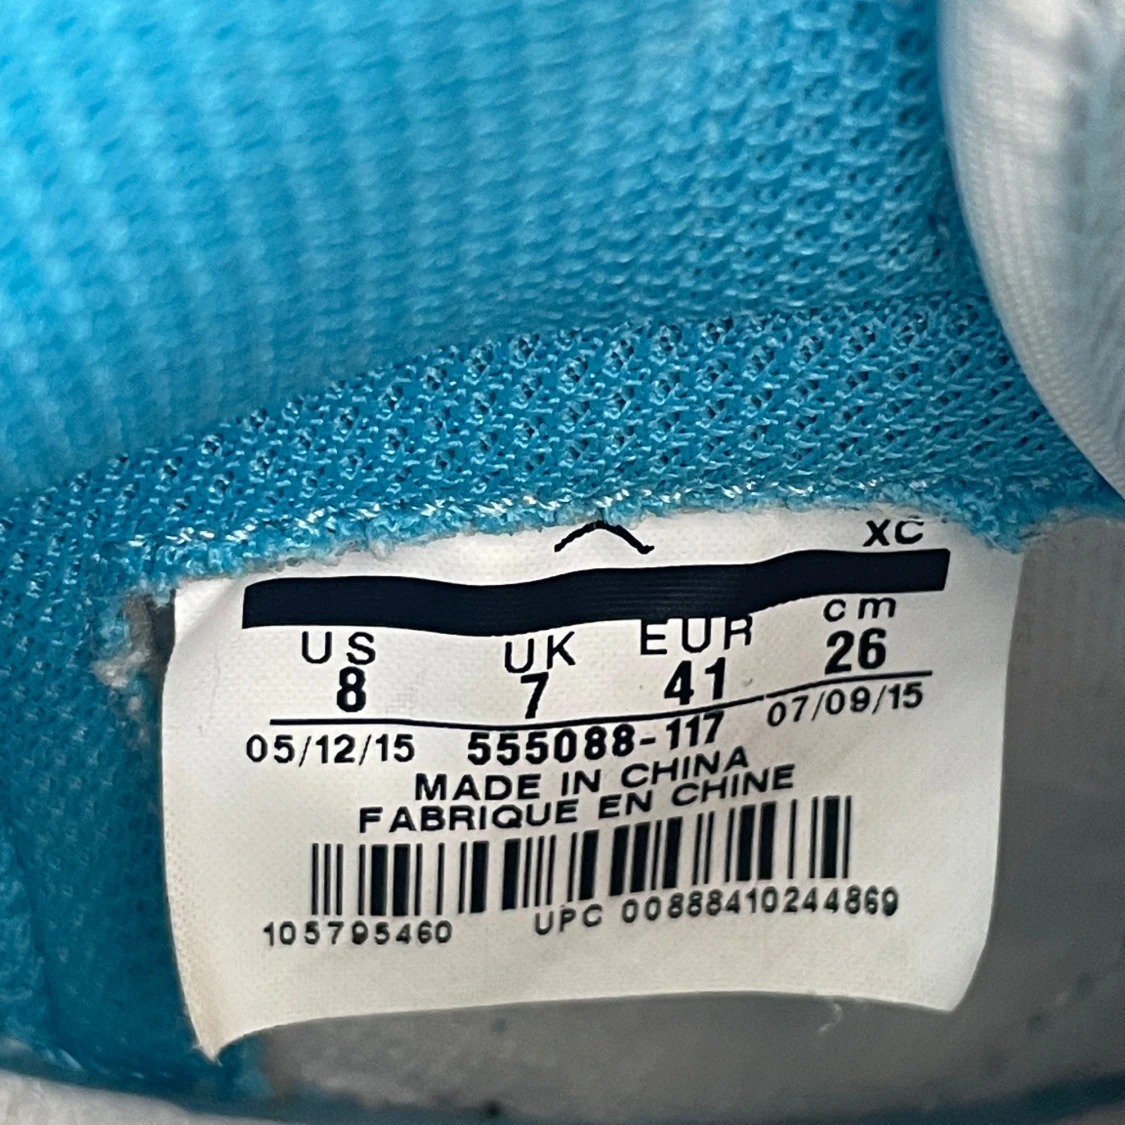 XC
US UK EUR cm
8 7 41 26
05/12/15 555088-117 07/09/15
MADE IN CHINA
FABRIQUE EN CHINE
105795460 UPC 00888410244869